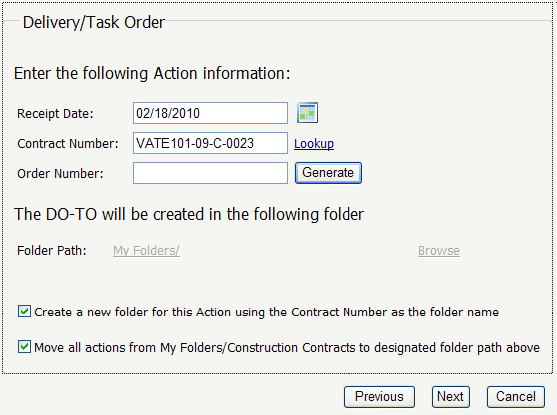 Delivery/Task Order
Enter the following Action information:
Receipt Date: 02/18/2010
Contract Number: VATE101-09-C-0023 Lookup
Order Number: Generate
The DO-TO will be created in the following folder
Folder Path: My Folders/ Browse
Create a new folder for this Action using the Contract Number as the folder name
Move all actions from My Folders/Construction Contracts to designated folder path above
Previous Next Cancel